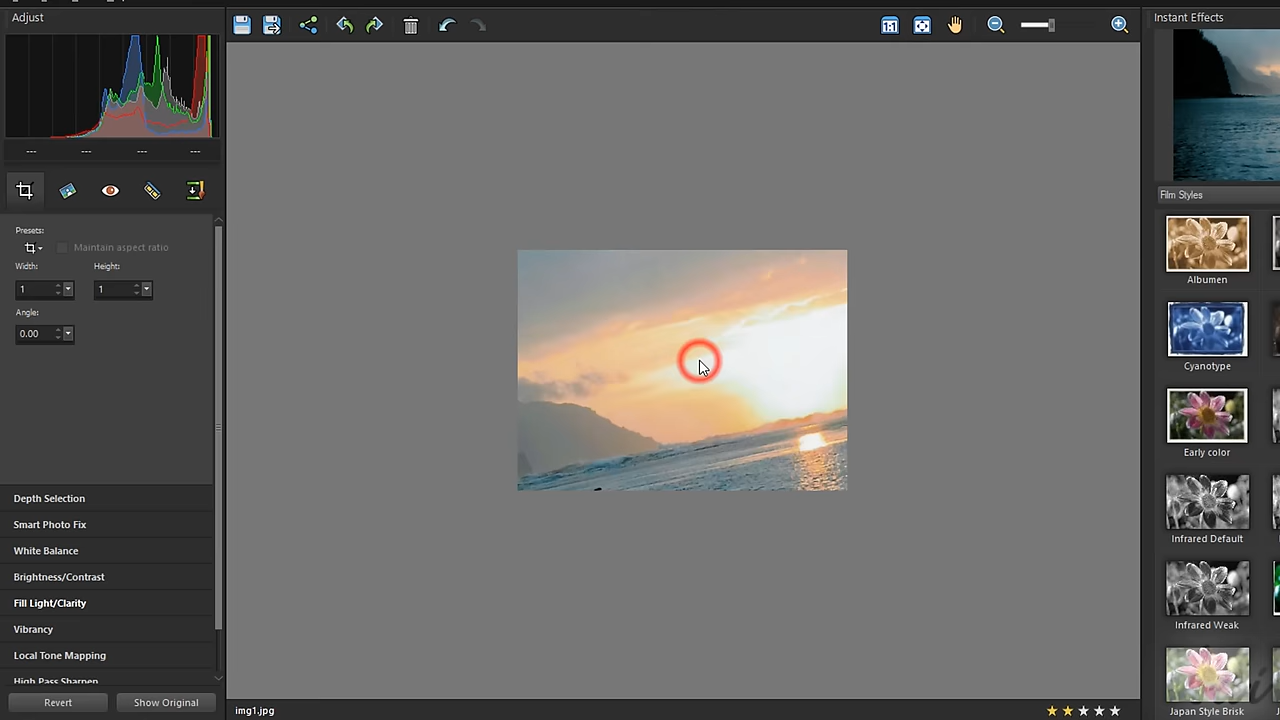 Adjust
Instant Effects
1:1
---
---
---
---
Film Styles
Presets:
Maintain aspect ratio
Width:
Height:
1
1
Angle:
0.00
Albumen
Cyanotype
Early color
Infrared Default
Infrared Weak
Japan Style Brisk
Depth Selection
Smart Photo Fix
White Balance
Brightness/Contrast
Fill Light/Clarity
Vibrancy
Local Tone Mapping
High Pass Sharpen
Revert
Show Original
img1.jpg